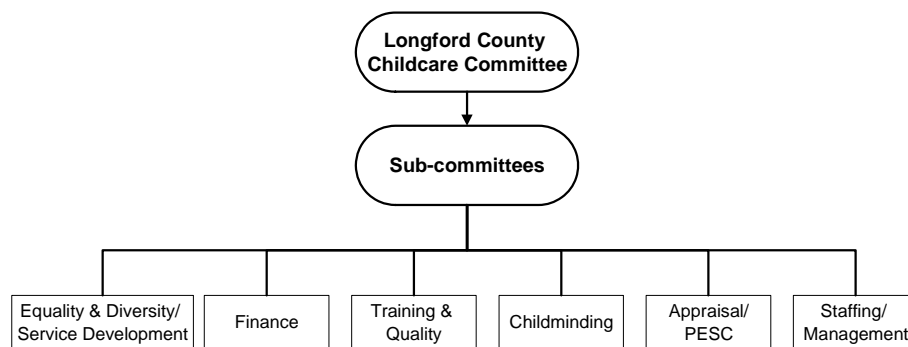 Longford County
Childcare Committee
Sub-committees
Equality & Diversity/
Service Development
Finance
Training &
Quality
Childminding
Appraisal/
PESC
Staffing/
Management